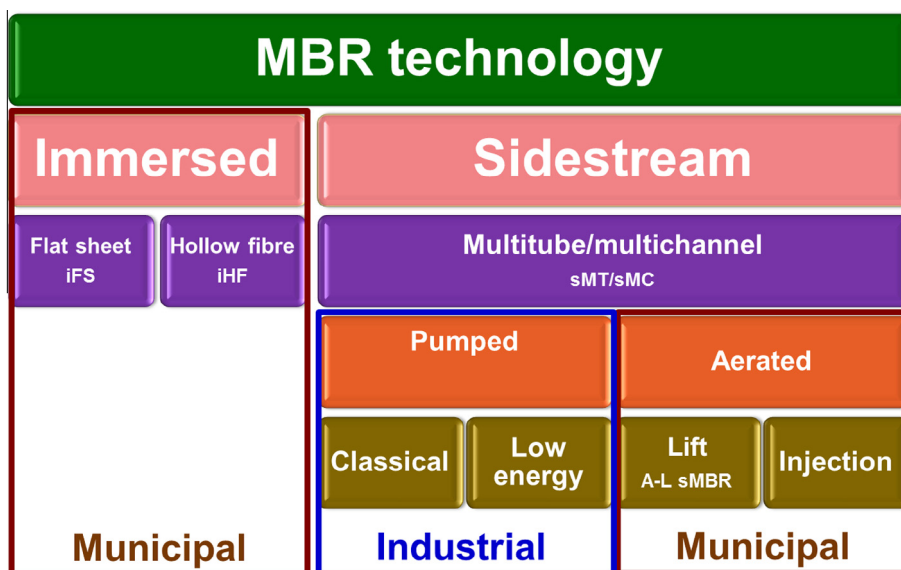 MBR technology
Immersed
Sidestream
Flat sheet
iFS
Hollow fibre
iHF
Multitube/multichannel
sMT/sMC
Pumped
Aerated
Classical
Low
energy
Lift
A-L sMBR
Injection
Municipal
Industrial
Municipal